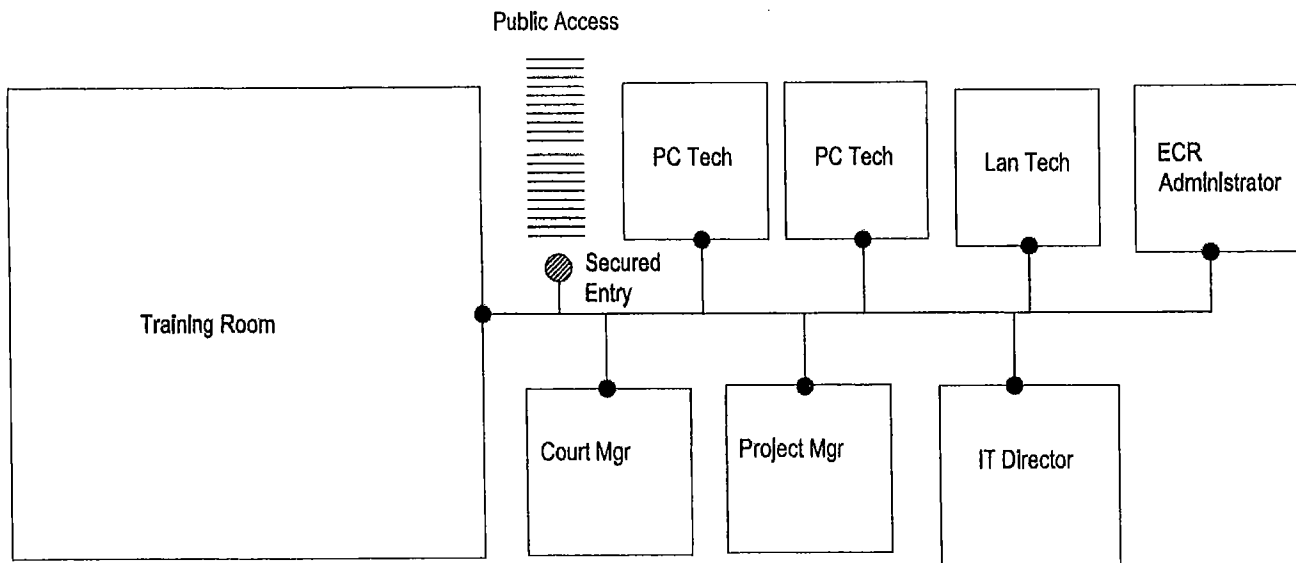 Public Access
PC Tech
PC Tech
Lan Tech
ECR
Administrator
Secured
Entry
Training Room
Court Mgr
Project Mgr
IT Director